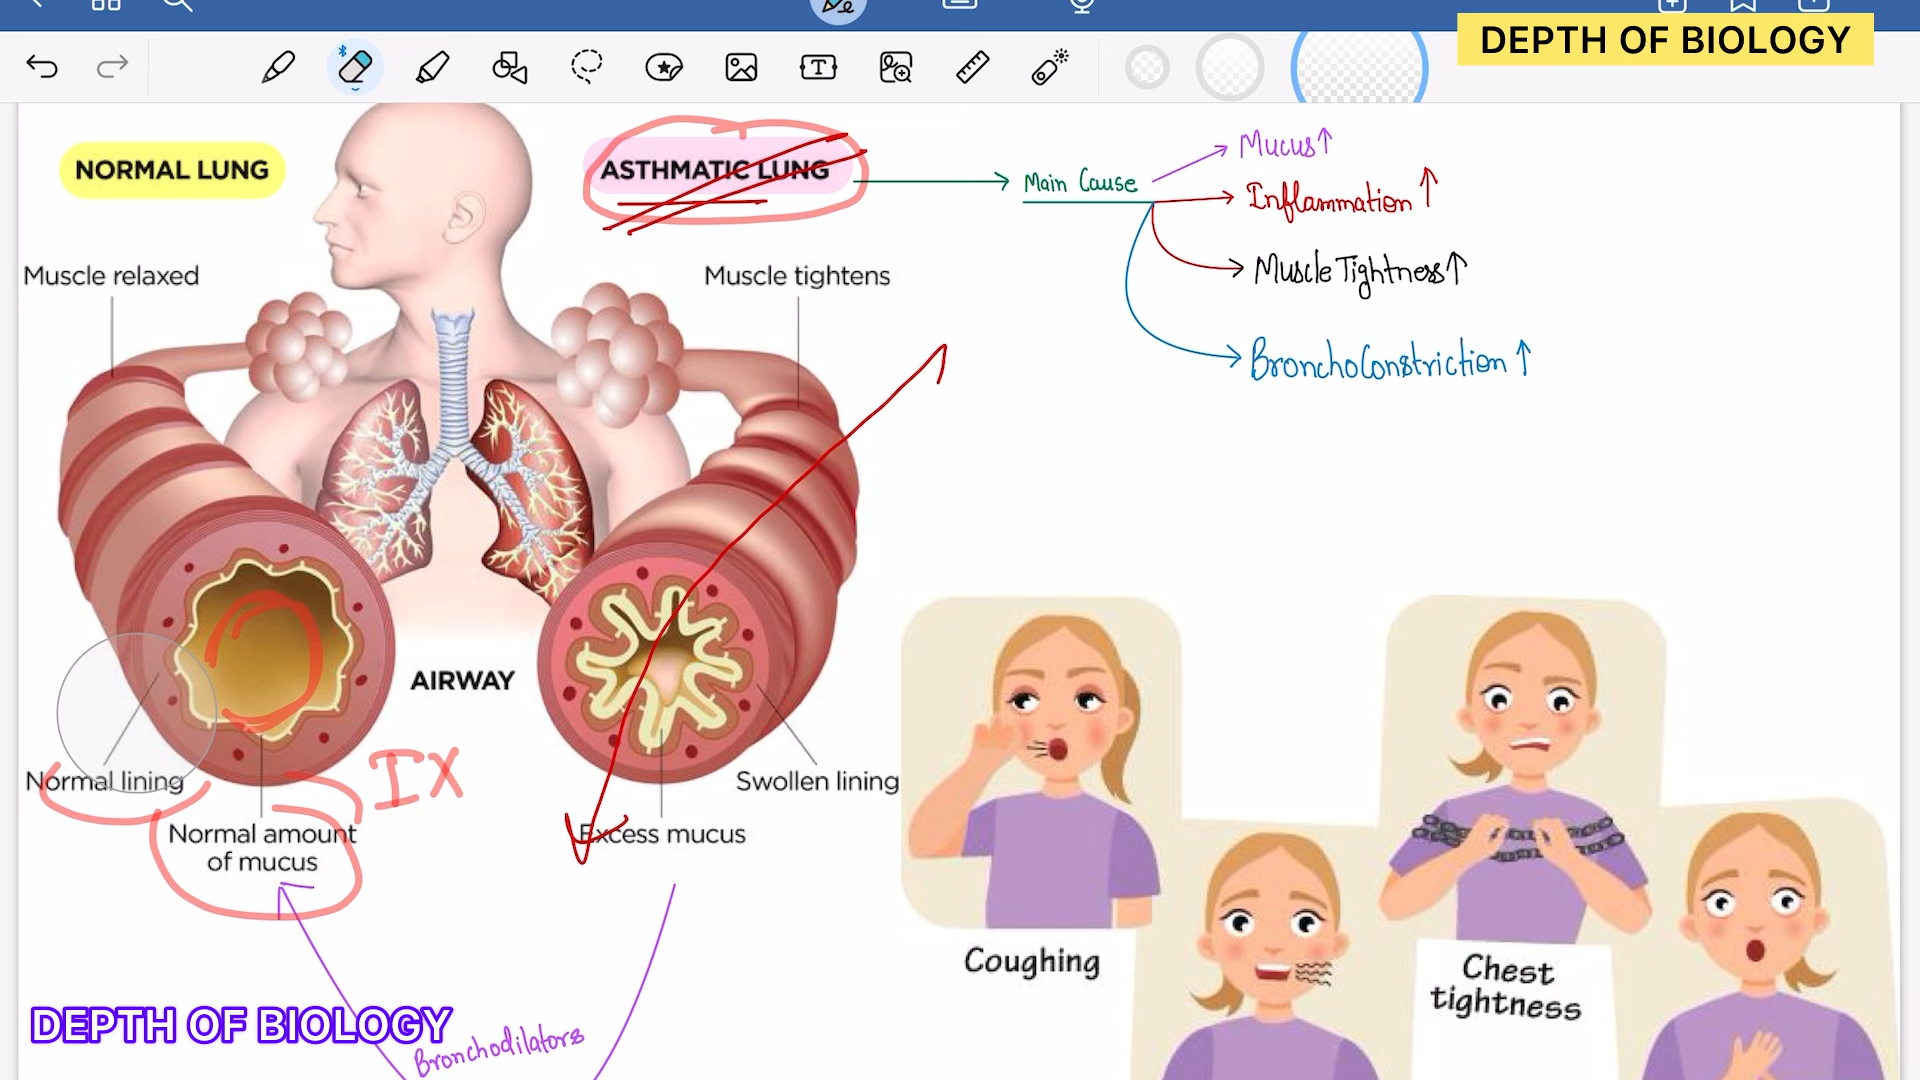 DEPTH OF BIOLOGY
NORMAL LUNG
ASTHMATIC LUNG
Main Cause
Mucus↑
Inflammation↑
Muscle Tightness↑
BronchoConstriction↑
Muscle relaxed
Muscle tightens
AIRWAY
Normal lining
IX
Swollen lining
Normal amount
of mucus
Excess mucus
Coughing
Chest
tightness
DEPTH OF BIOLOGY
Bronchodilators